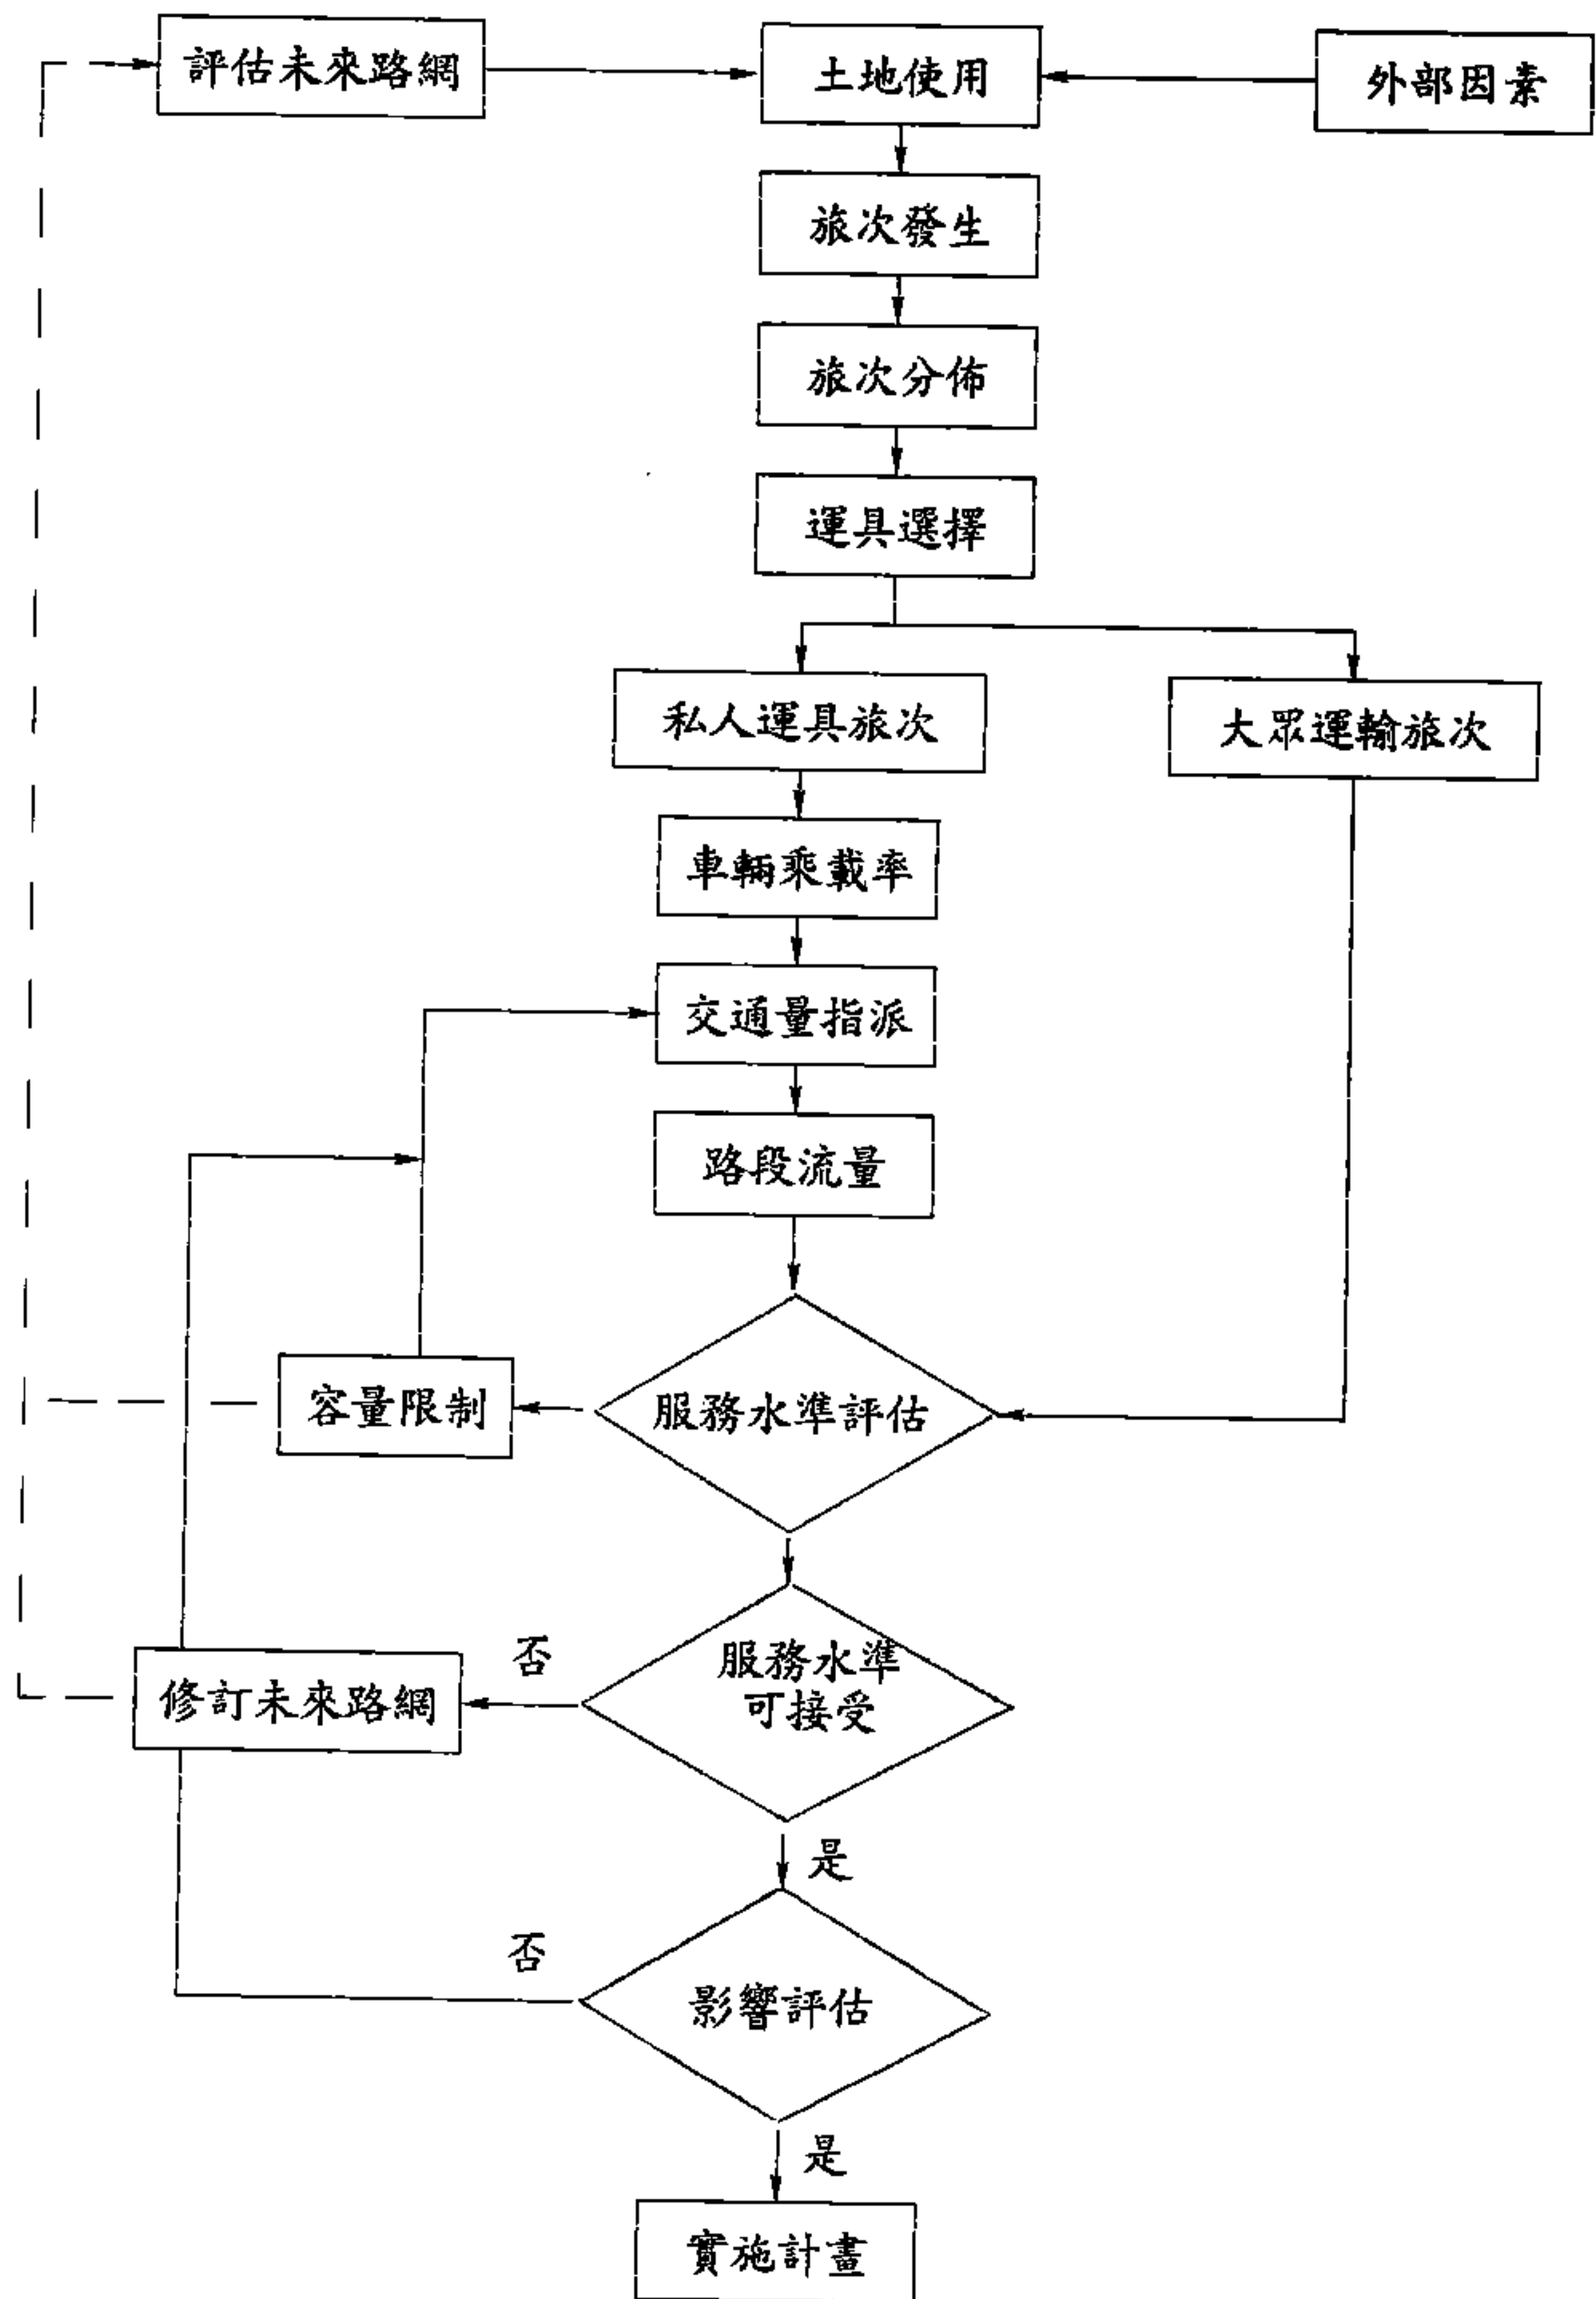 評估未來路網
土地使用
外部因素
旅次發生
旅次分佈
運具選擇
私人運具旅次
大眾運輸旅次
車輛乘載率
交通量指派
路段流量
容量限制
服務水準評估
否
服務水準
可接受
修訂未來路網
是
否
影響評估
是
實施計畫